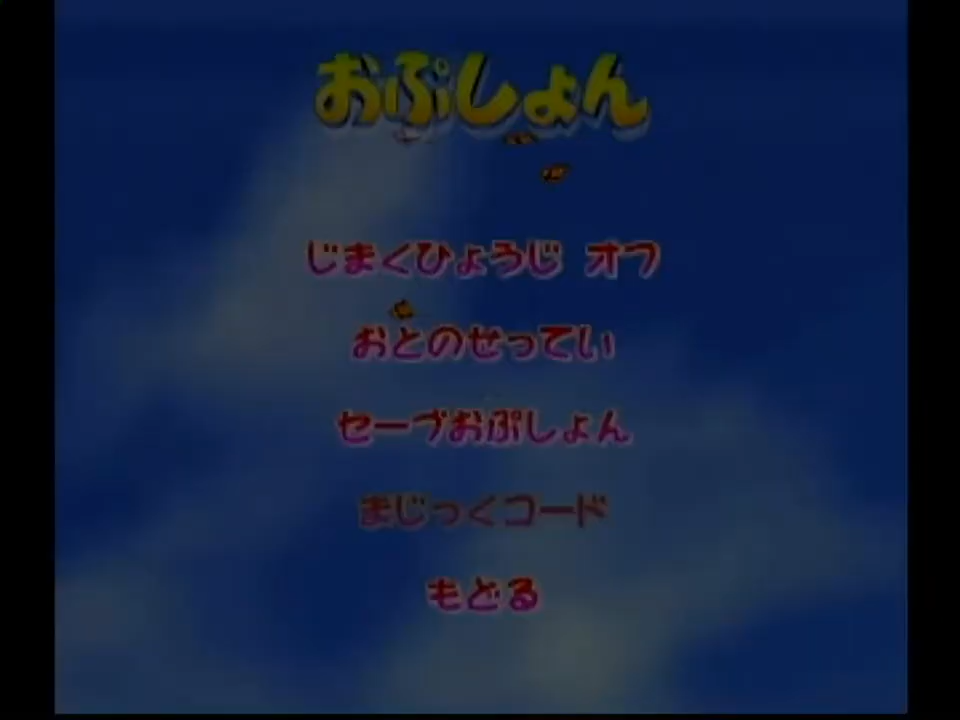 おぷしょん
じまくひょうじ オフ
おとのせってい
セーブおぷしょん
まじっくコード
もどる